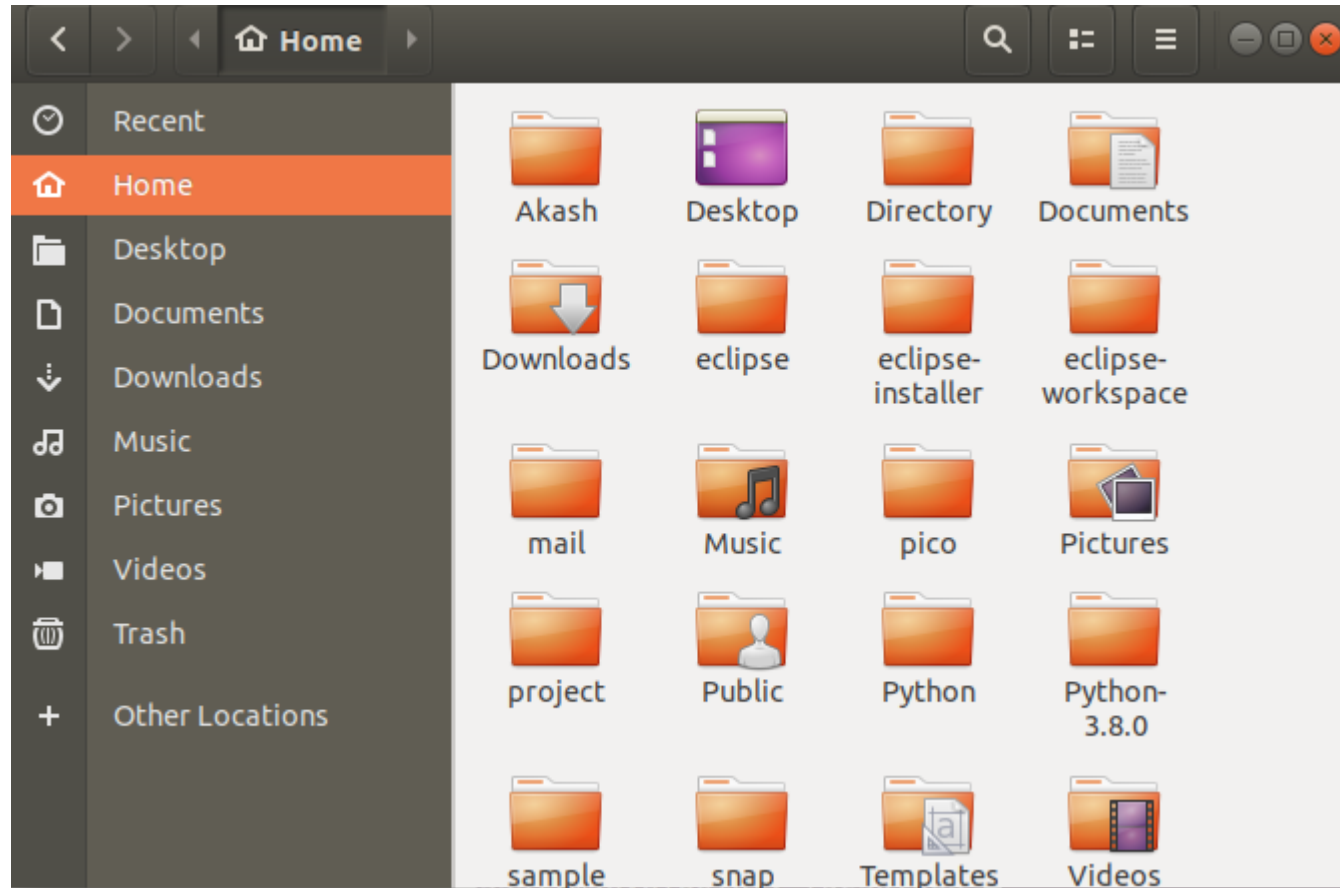 Home
Recent
Home
Desktop
Documents
Downloads
Music
Pictures
Videos
Trash
Other Locations
Akash Desktop Directory Documents
Downloads eclipse eclipse-
installer eclipse-
workspace
mail Music pico Pictures
project Public Python Python-
3.8.0
sample snap Templates Videos